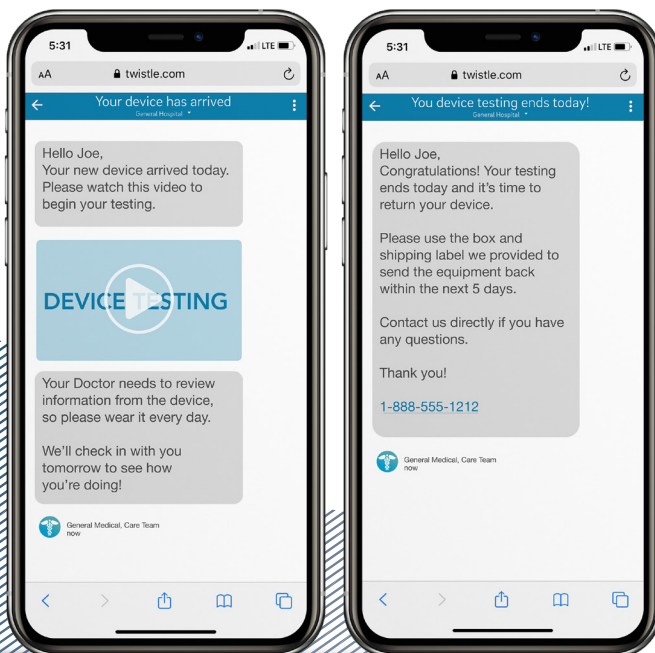 5:31
LTE
AA
twistle.com
Your device has arrived
General Hospital
Hello Joe,
Your new device arrived today.
Please watch this video to
begin your testing.
DEVICE TESTING
Your Doctor needs to review
information from the device,
so please wear it every day.
We'll check in with you
tomorrow to see how
you're doing!
General Medical, Care Team
now
5:31
LTE
AA
twistle.com
You device testing ends today!
General Hospital
Hello Joe,
Congratulations! Your testing
ends today and it's time to
return your device.
Please use the box and
shipping label we provided to
send the equipment back
within the next 5 days.
Contact us directly if you have
any questions.
Thank you!
1-888-555-1212
General Medical, Care Team
now